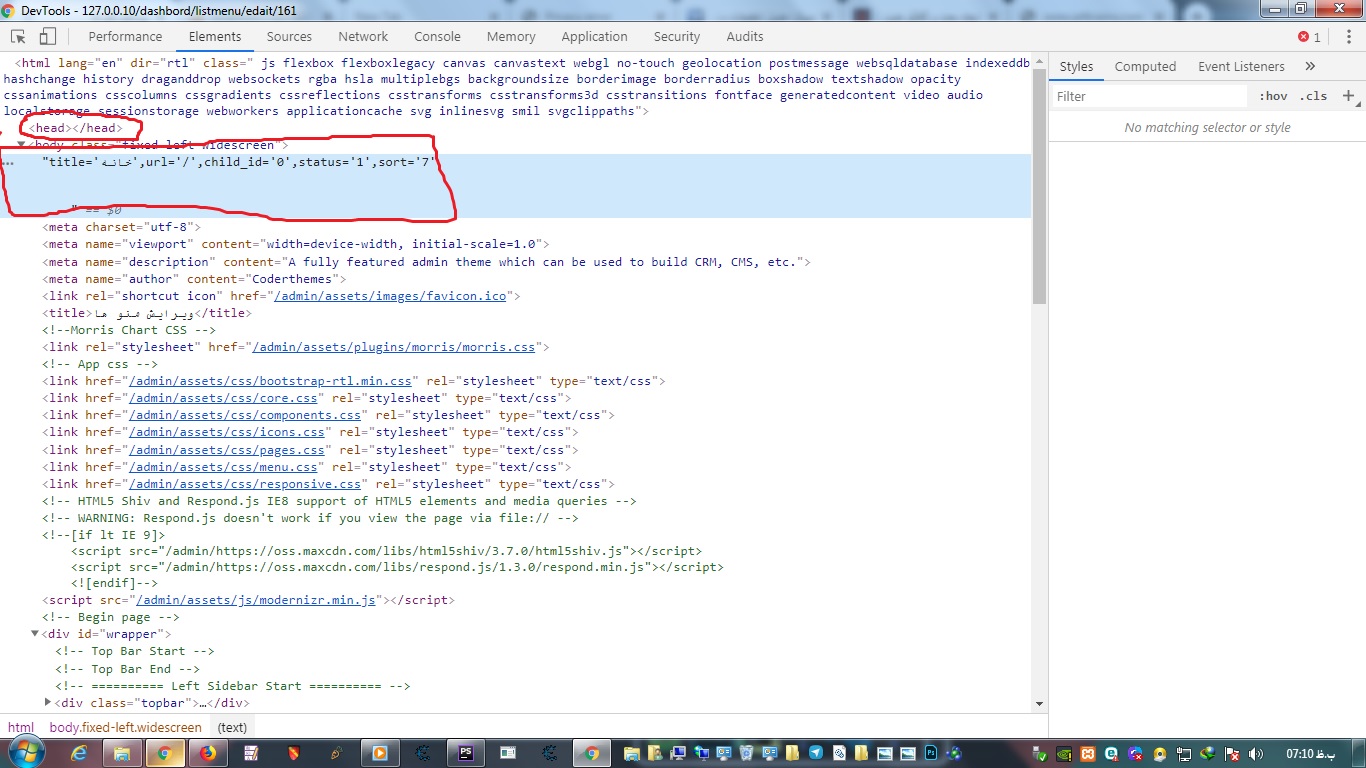 DevTools - 127.0.0.10/dashbord/listmenu/edait/161
Performance Elements Sources Network Console Memory Application Security Audits 1
Styles Computed Event Listeners »
Filter :hov .cls +
No matching selector or style
<html lang="en" dir="rtl" class=" js flexbox flexboxlegacy canvas canvastext webgl no-touch geolocation postmessage websqldatabase indexeddb
hashchange history draganddrop websockets rgba hsla multiplebgs backgroundsize borderimage borderradius boxshadow textshadow opacity
cssanimations csscolumns cssgradients cssreflections csstransforms csstransforms3d csstransitions fontface generatedcontent video audio
localstorage sessionstorage webworkers applicationcache svg inlinesvg smil svgclippaths">
<head></head>
<body class="fixed-left widescreen">
"title='خانه',url='/',child_id='0',status='1',sort='7'
" == $0
<meta charset="utf-8">
<meta name="viewport" content="width=device-width, initial-scale=1.0">
<meta name="description" content="A fully featured admin theme which can be used to build CRM, CMS, etc.">
<meta name="author" content="Coderthemes">
<link rel="shortcut icon" href="/admin/assets/images/favicon.ico">
<title>ویرایش منو ها</title>
<!--Morris Chart CSS -->
<link rel="stylesheet" href="/admin/assets/plugins/morris/morris.css">
<!-- App css -->
<link href="/admin/assets/css/bootstrap-rtl.min.css" rel="stylesheet" type="text/css">
<link href="/admin/assets/css/core.css" rel="stylesheet" type="text/css">
<link href="/admin/assets/css/components.css" rel="stylesheet" type="text/css">
<link href="/admin/assets/css/icons.css" rel="stylesheet" type="text/css">
<link href="/admin/assets/css/pages.css" rel="stylesheet" type="text/css">
<link href="/admin/assets/css/menu.css" rel="stylesheet" type="text/css">
<link href="/admin/assets/css/responsive.css" rel="stylesheet" type="text/css">
<!-- HTML5 Shiv and Respond.js IE8 support of HTML5 elements and media queries -->
<!-- WARNING: Respond.js doesn't work if you view the page via file:// -->
<!--[if lt IE 9]>
<script src="/admin/https://oss.maxcdn.com/libs/html5shiv/3.7.0/html5shiv.js"></script>
<script src="/admin/https://oss.maxcdn.com/libs/respond.js/1.3.0/respond.min.js"></script>
<![endif]-->
<script src="/admin/assets/js/modernizr.min.js"></script>
<!-- Begin page -->
<div id="wrapper">
<!-- Top Bar Start -->
<!-- Top Bar End -->
<!-- ========== Left Sidebar Start ========== -->
<div class="topbar">…</div>
html body.fixed-left.widescreen (text)
07:10 ب.ظ